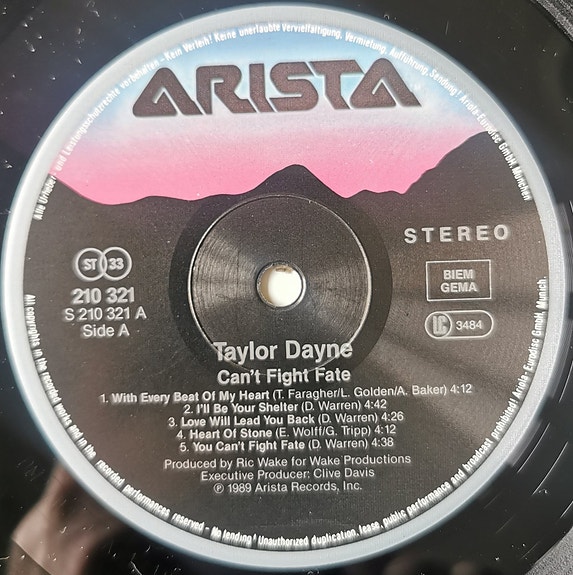 Alle Urheber- und Leistungsschutzrechte vorbehalten - Kein Verleih! Keine unerlaubte Vervielfältigung, Vermietung, Aufführung, Sendung! Ariola-Eurodisc GmbH, München
ARISTA
STEREO
ST 33
BIEM
GEMA
210 321
S 210 321 A
Side A
LC 3484
Taylor Dayne
Can't Fight Fate
1. With Every Beat Of My Heart (T. Faragher/L. Golden/A. Baker) 4:12
2. I'll Be Your Shelter (D. Warren) 4:42
3. Love Will Lead You Back (D. Warren) 4:26
4. Heart Of Stone (E. Wolff/G. Tripp) 4:12
5. You Can't Fight Fate (D. Warren) 4:38
Produced by Ric Wake for Wake Productions
Executive Producer: Clive Davis
℗ 1989 Arista Records, Inc.
All copyrights in the recorded works and in the recorded performances reserved - No lending! Unauthorized duplication, lease, public performance and broadcast prohibited! Ariola-Eurodisc GmbH, Munich.